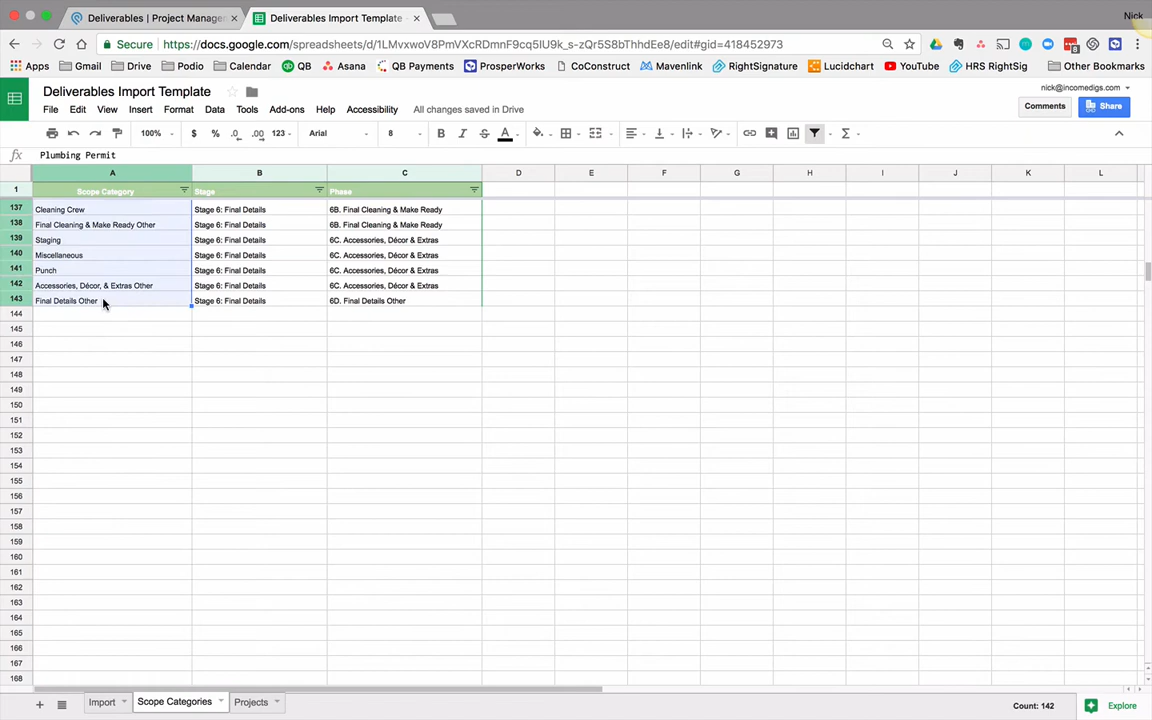 Deliverables | Project Manage
Deliverables Import Template -
Nick
Secure
https://docs.google.com/spreadsheets/d/1LMvxwoV8PmVXcRDmnF9cq5IU9k_s-zQr5S8bThhdEe8/edit#gid=418452973
Apps Gmail Drive Podio Calendar QB Asana QB Payments ProsperWorks CoConstruct Mavenlink RightSignature Lucidchart YouTube HRS RightSig Other Bookmarks
Deliverables Import Template
nick@incomedigs.com
File Edit View Insert Format Data Tools Add-ons Help Accessibility All changes saved in Drive
Comments Share
100% $ % .0 .00 123 Arial 8 B I S A
fx Plumbing Permit
A B C D E F G H I J K L
1 Scope Category Stage Phase
137 Cleaning Crew Stage 6: Final Details 6B. Final Cleaning & Make Ready
138 Final Cleaning & Make Ready Other Stage 6: Final Details 6B. Final Cleaning & Make Ready
139 Staging Stage 6: Final Details 6C. Accessories, Décor & Extras
140 Miscellaneous Stage 6: Final Details 6C. Accessories, Décor & Extras
141 Punch Stage 6: Final Details 6C. Accessories, Décor & Extras
142 Accessories, Décor, & Extras Other Stage 6: Final Details 6C. Accessories, Décor & Extras
143 Final Details Other Stage 6: Final Details 6D. Final Details Other
144
145
146
147
148
149
150
151
152
153
154
155
156
157
158
159
160
161
162
163
164
165
166
167
168
Import Scope Categories Projects Count: 142 Explore